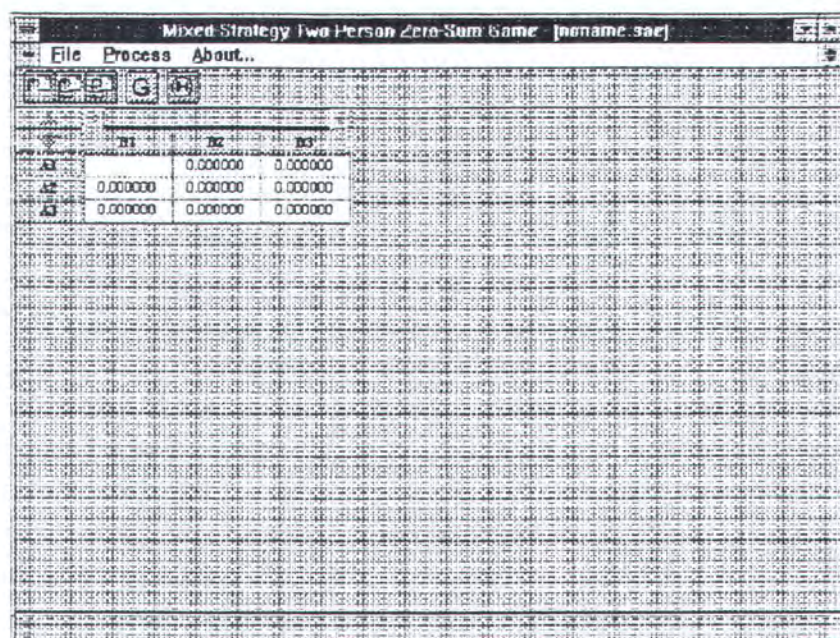 Mixed Strategy Two Person Zero-Sum Game - [noname.sae]
File Process About...
G
B1 B2 B3
A1 0.000000 0.000000
A2 0.000000 0.000000 0.000000
A3 0.000000 0.000000 0.000000